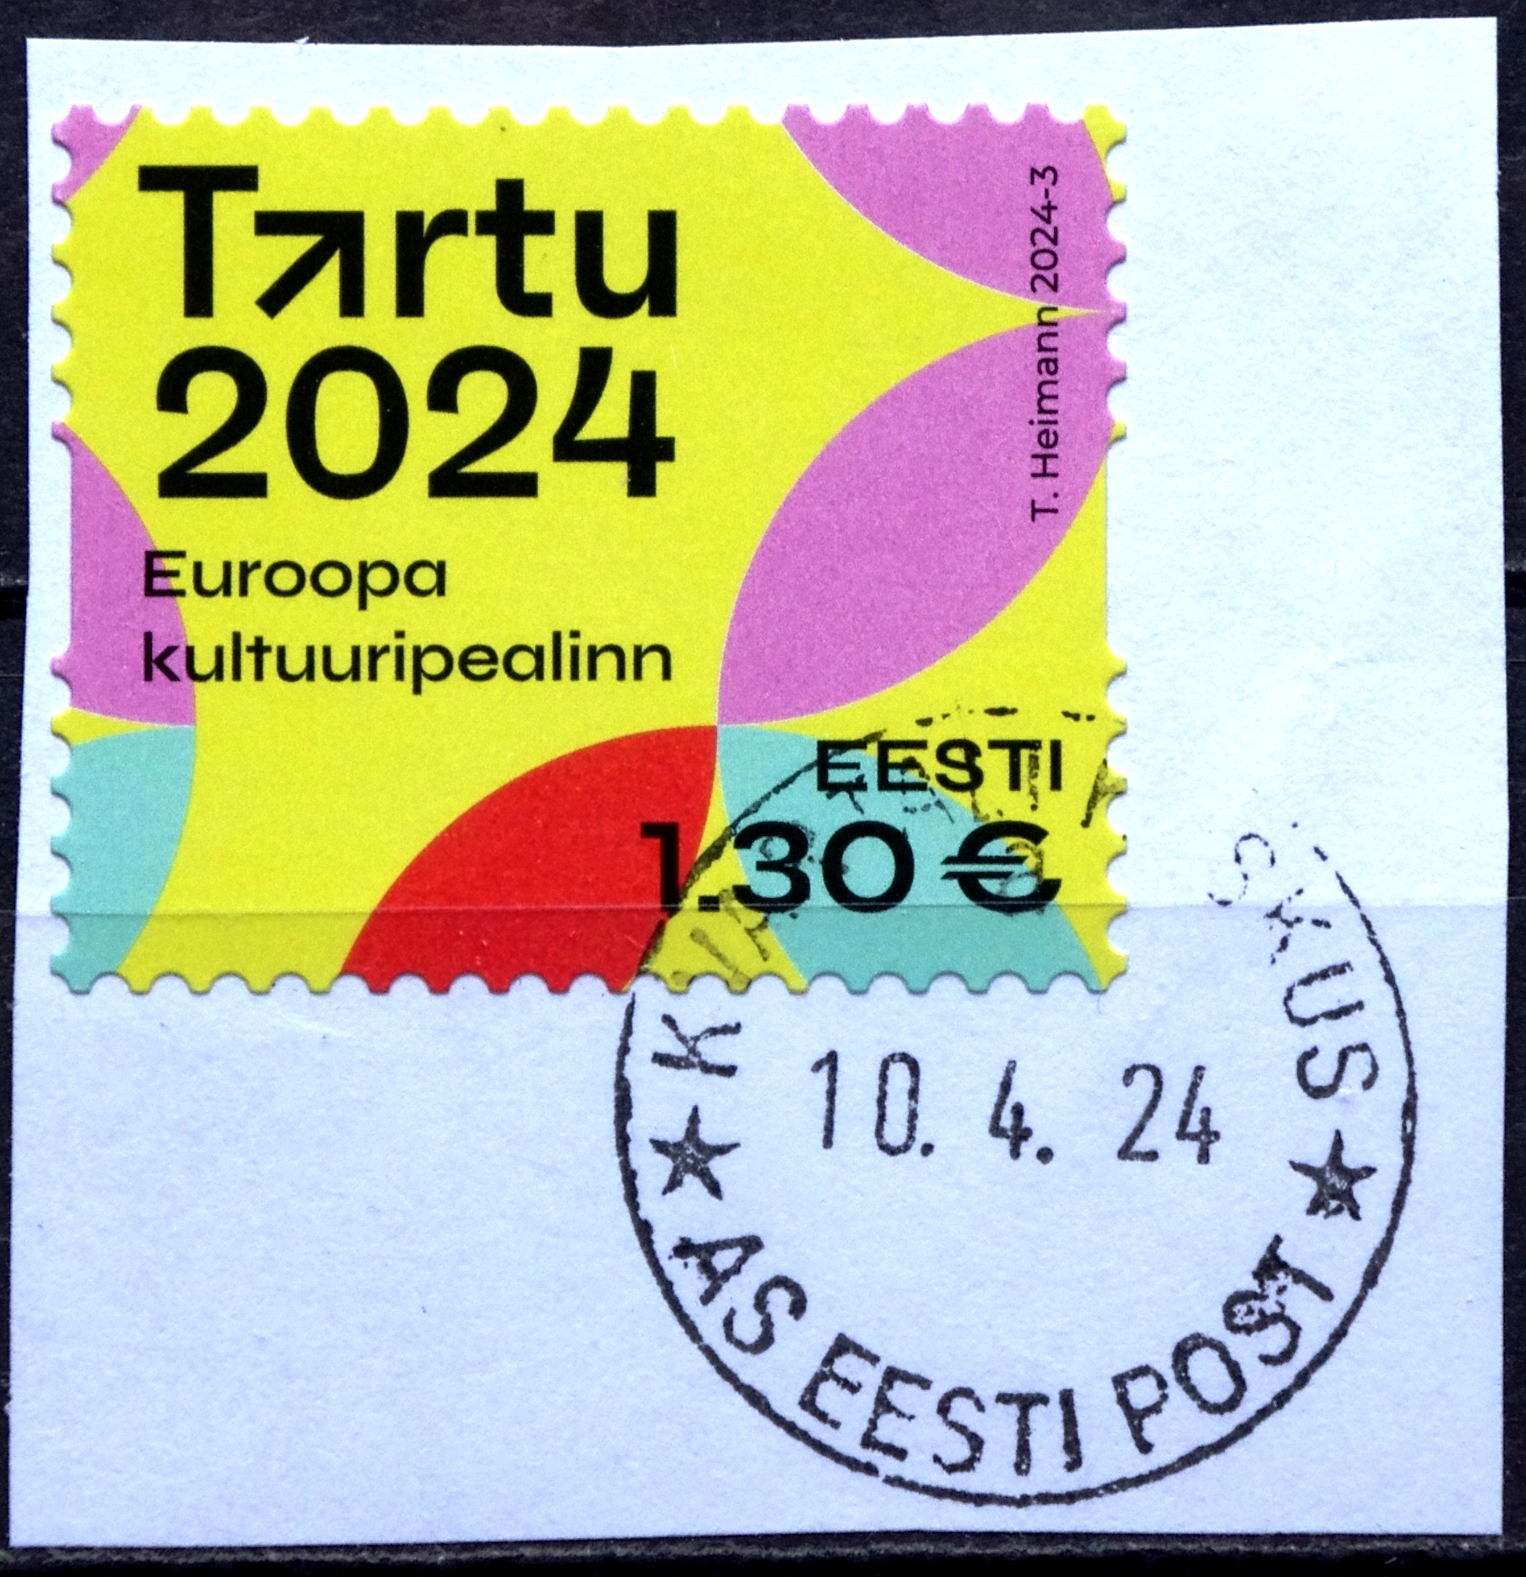 Tartu
2024
Euroopa
kultuuripealinn
T. Heimann 2024-3
EESTI
1.30 €
10. 4. 24
AS EESTI POST